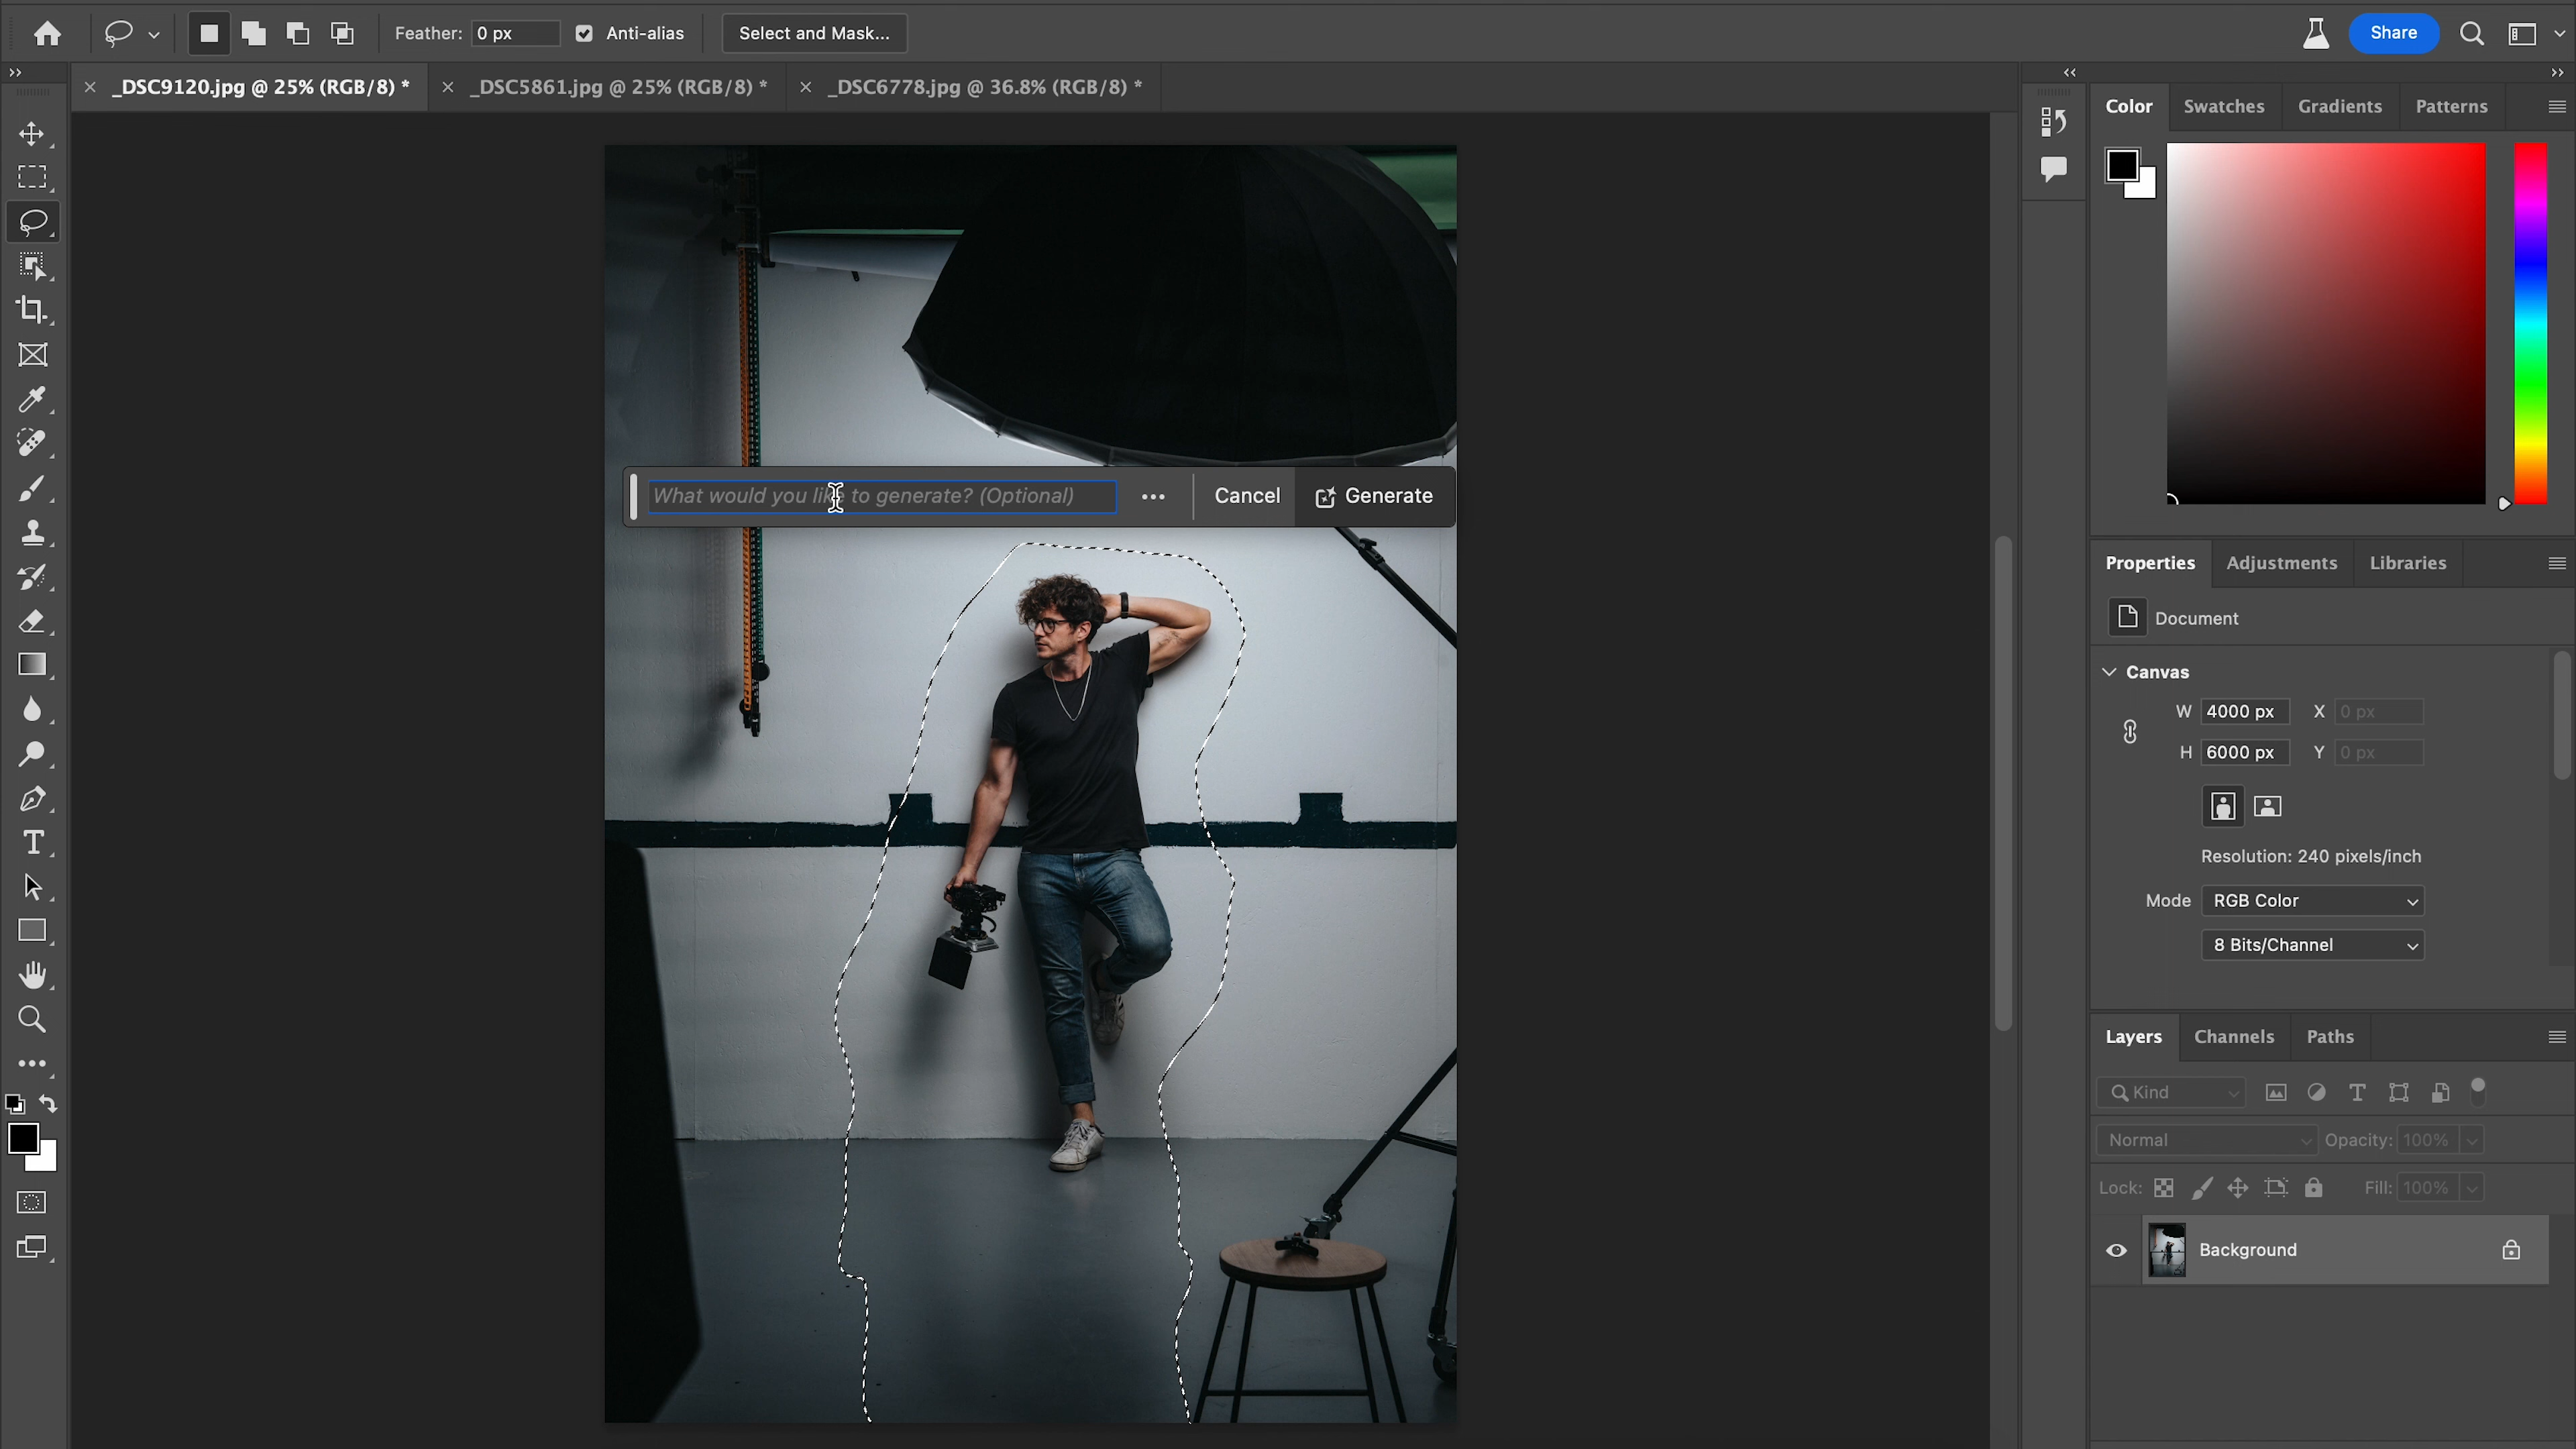 Feather: 0 px Anti-alias Select and Mask... Share
_DSC9120.jpg @ 25% (RGB/8) * _DSC5861.jpg @ 25% (RGB/8) * _DSC6778.jpg @ 36.8% (RGB/8) *
Color Swatches Gradients Patterns
What would you like to generate? (Optional) Cancel Generate
Properties Adjustments Libraries
Document
Canvas
W 4000 px X 0 px
H 6000 px Y 0 px
Resolution: 240 pixels/inch
Mode RGB Color
8 Bits/Channel
Layers Channels Paths
Kind
Normal Opacity: 100%
Lock: Fill: 100%
Background